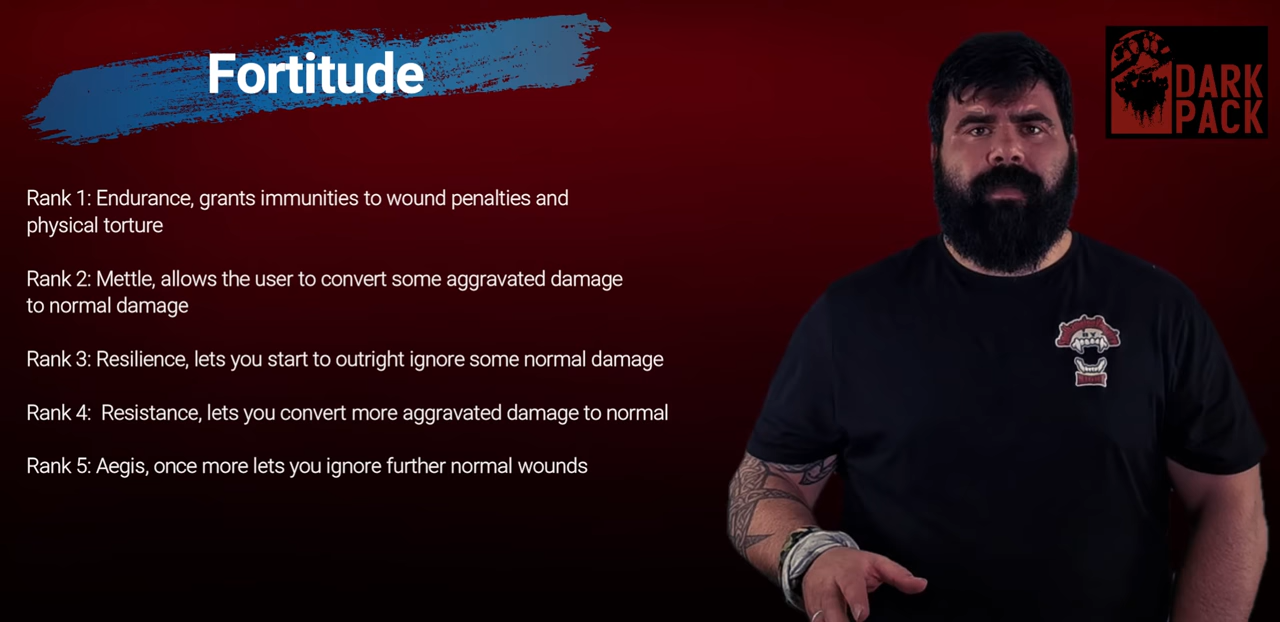 Fortitude
DARK
PACK
Rank 1: Endurance, grants immunities to wound penalties and
physical torture
Rank 2: Mettle, allows the user to convert some aggravated damage
to normal damage
Rank 3: Resilience, lets you start to outright ignore some normal damage
Rank 4:  Resistance, lets you convert more aggravated damage to normal
Rank 5: Aegis, once more lets you ignore further normal wounds
BY